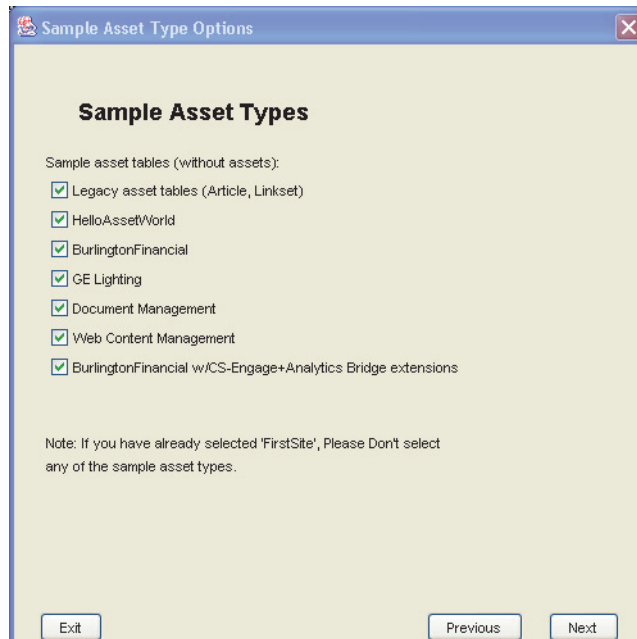 Sample Asset Type Options
Sample Asset Types
Sample asset tables (without assets):
Legacy asset tables (Article, Linkset)
HelloAssetWorld
BurlingtonFinancial
GE Lighting
Document Management
Web Content Management
BurlingtonFinancial w/CS-Engage+Analytics Bridge extensions
Note: If you have already selected 'FirstSite', Please Don't select
any of the sample asset types.
Exit Previous Next